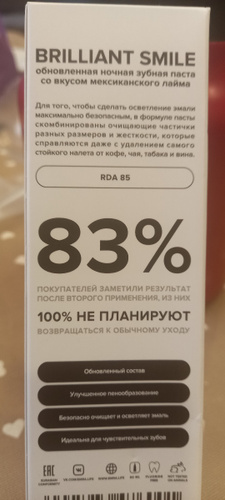 BRILLIANT SMILE
обновленная ночная зубная паста
со вкусом мексиканского лайма
Для того, чтобы сделать осветление эмали
максимально безопасным, в формуле пасты
скомбинированы очищающие частички
разных размеров и жесткости, которые
справляются даже с удалением самого
стойкого налета от кофе, чая, табака и вина.
RDA 85
83%
ПОКУПАТЕЛЕЙ ЗАМЕТИЛИ РЕЗУЛЬТАТ
ПОСЛЕ ВТОРОГО ПРИМЕНЕНИЯ, ИЗ НИХ
100% НЕ ПЛАНИРУЮТ
ВОЗВРАЩАТЬСЯ К ОБЫЧНОМУ УХОДУ
Обновленный состав
Улучшенное пенообразование
Безопасно очищает и осветляет эмаль
Идеальна для чувствительных зубов
EAC